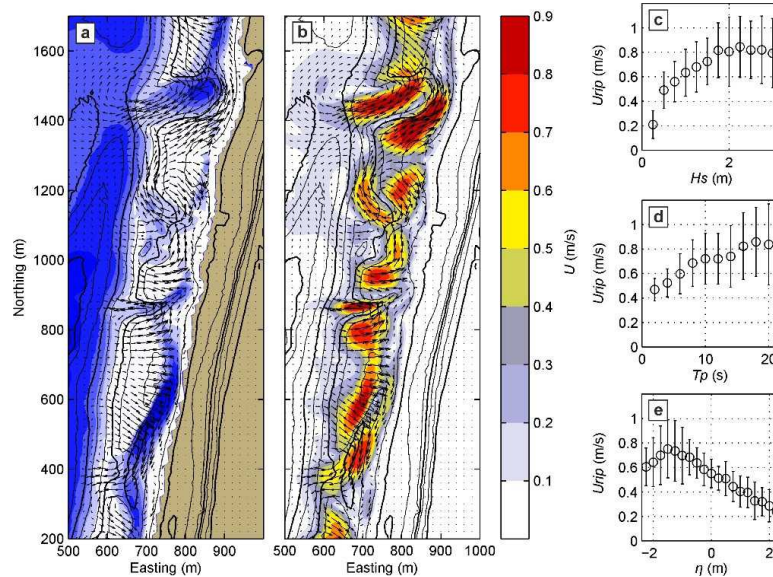 a
b
c
d
e
1600
1400
1200
1000
800
600
400
200
Northing (m)
500 600 700 800 900
Easting (m)
500 600 700 800 900 1000
Easting (m)
0.9
0.8
0.7
0.6
0.5
0.4
0.3
0.2
0.1
U (m/s)
1
0.8
0.6
0.4
0.2
0
Urip (m/s)
0 2
Hs (m)
1
0.8
0.6
0.4
0.2
0
Urip (m/s)
0 10 20
Tp (s)
1
0.8
0.6
0.4
0.2
0
Urip (m/s)
−2 0 2
η (m)